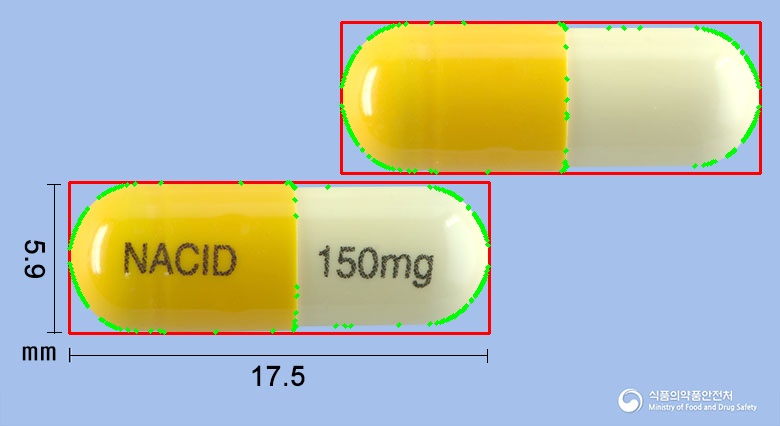 NACID
150mg
5.9
mm
17.5
식품의약품안전처
Ministry of Food and Drug Safety